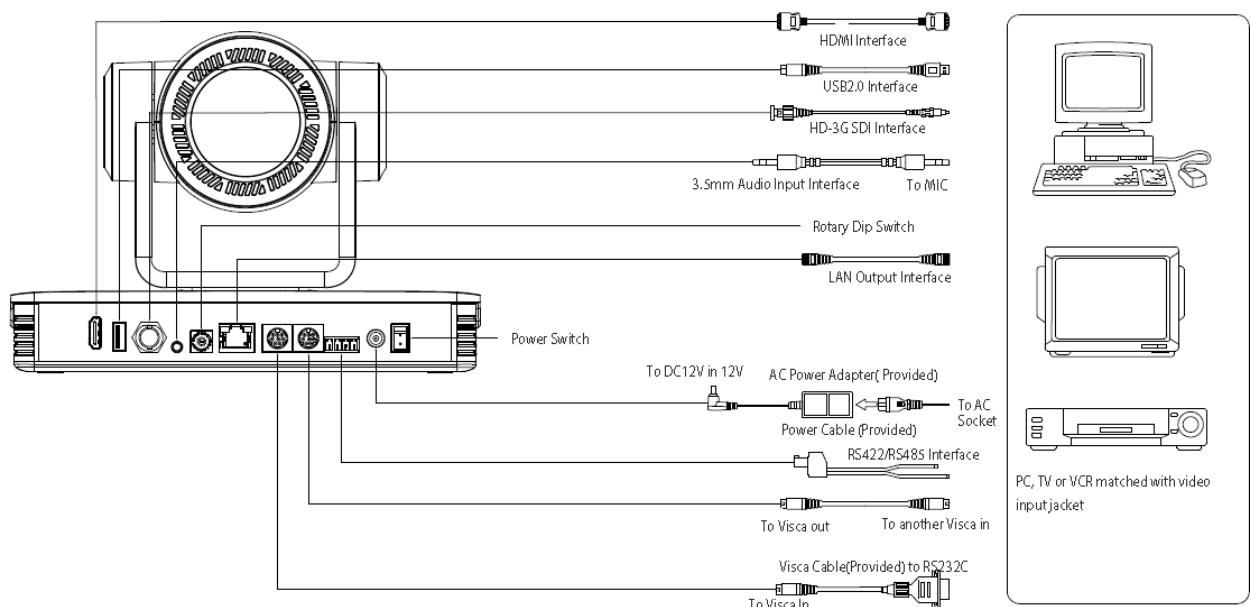 HDMI Interface
USB2.0 Interface
HD-3G SDI Interface
3.5mm Audio Input Interface
To MIC
Rotary Dip Switch
LAN Output Interface
Power Switch
To DC12V in 12V
AC Power Adapter( Provided)
To AC
Socket
Power Cable (Provided)
RS422/RS485 Interface
To Visca out
To another Visca in
Visca Cable(Provided) to RS232C
To Visca In
PC, TV or VCR matched with video
input jacket